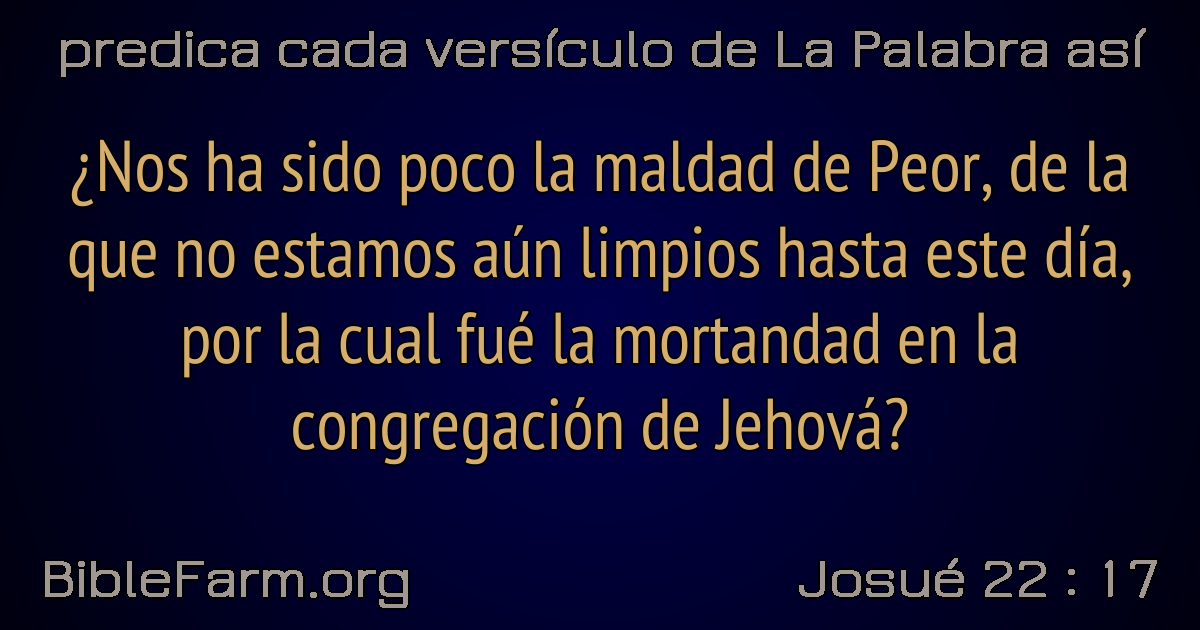 predica cada versículo de La Palabra así
¿Nos ha sido poco la maldad de Peor, de la
que no estamos aún limpios hasta este día,
por la cual fué la mortandad en la
congregación de Jehová?
BibleFarm.org
Josué 22 : 17